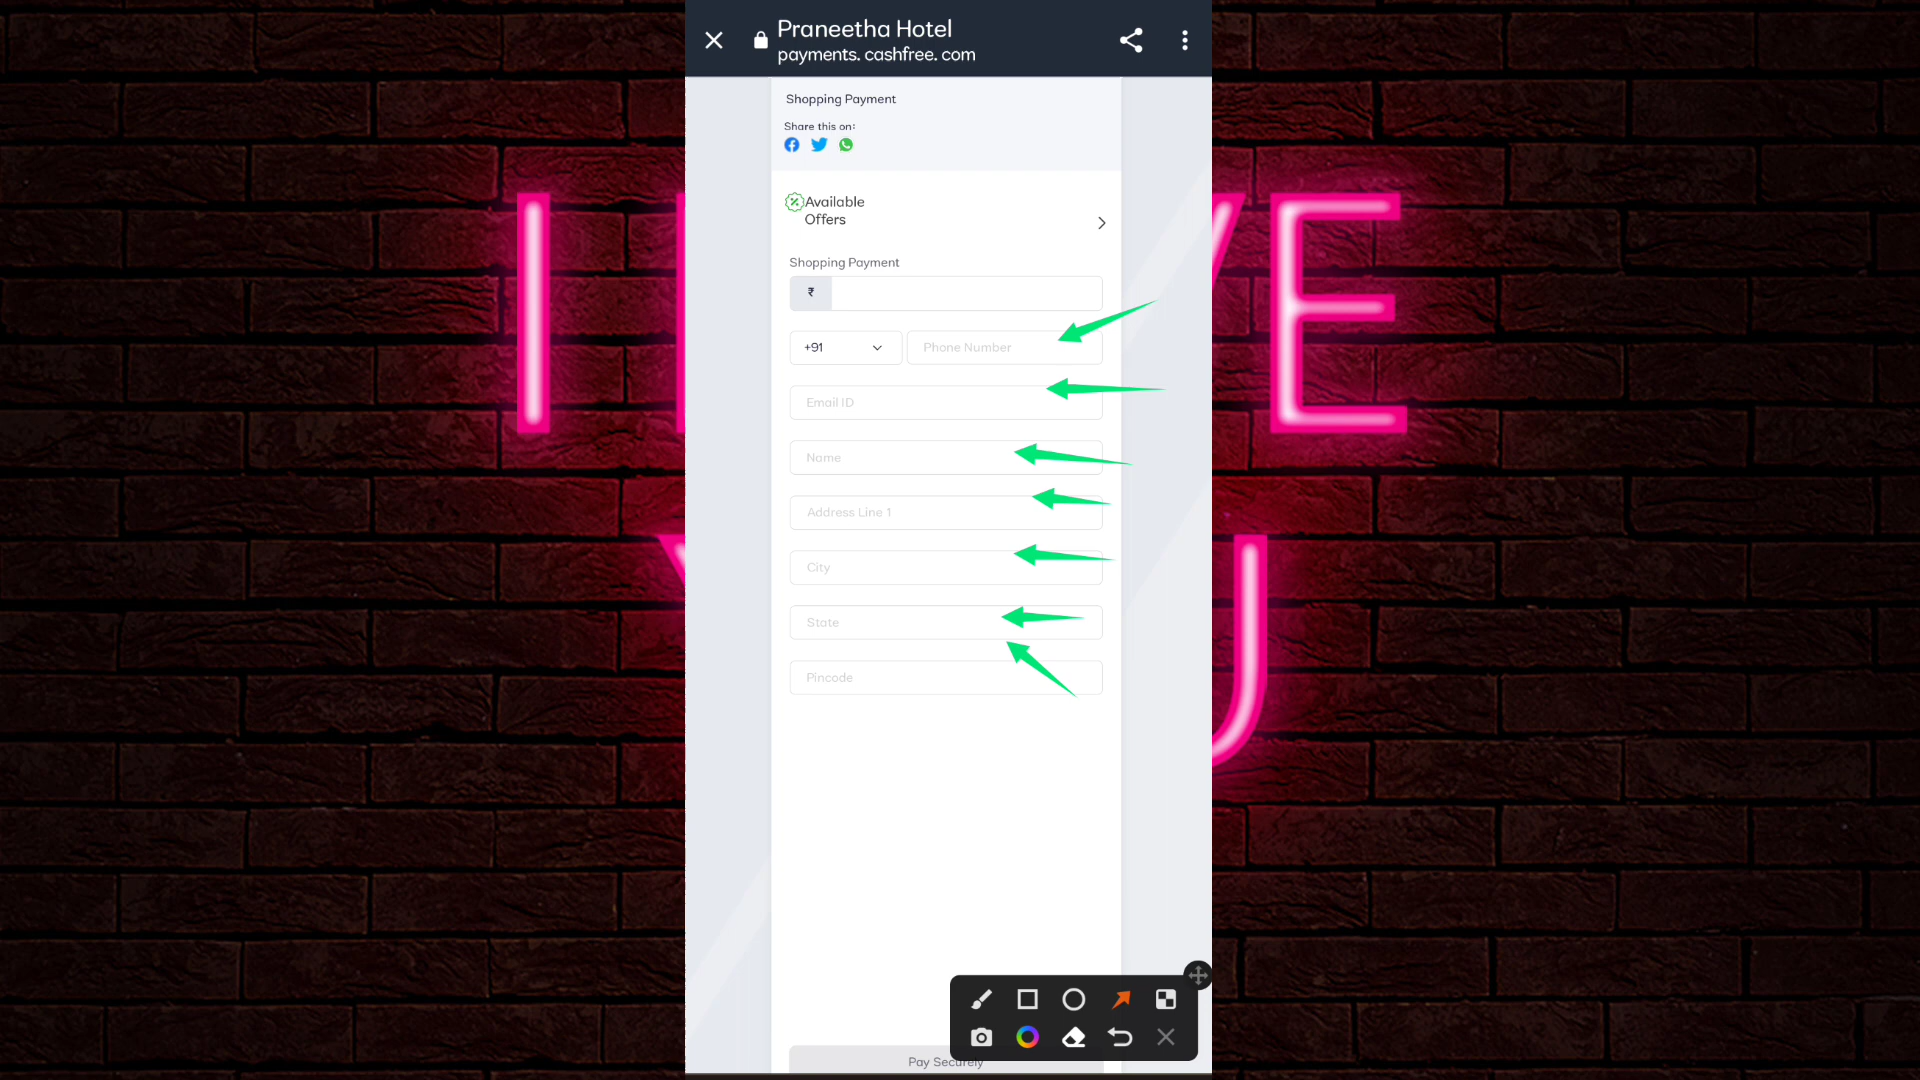 Praneetha Hotel
payments. cashfree. com
Shopping Payment
Share this on:
Available
Offers
Shopping Payment
₹
+91
Phone Number
Email ID
Name
Address Line 1
City
State
Pincode
Pay Securely